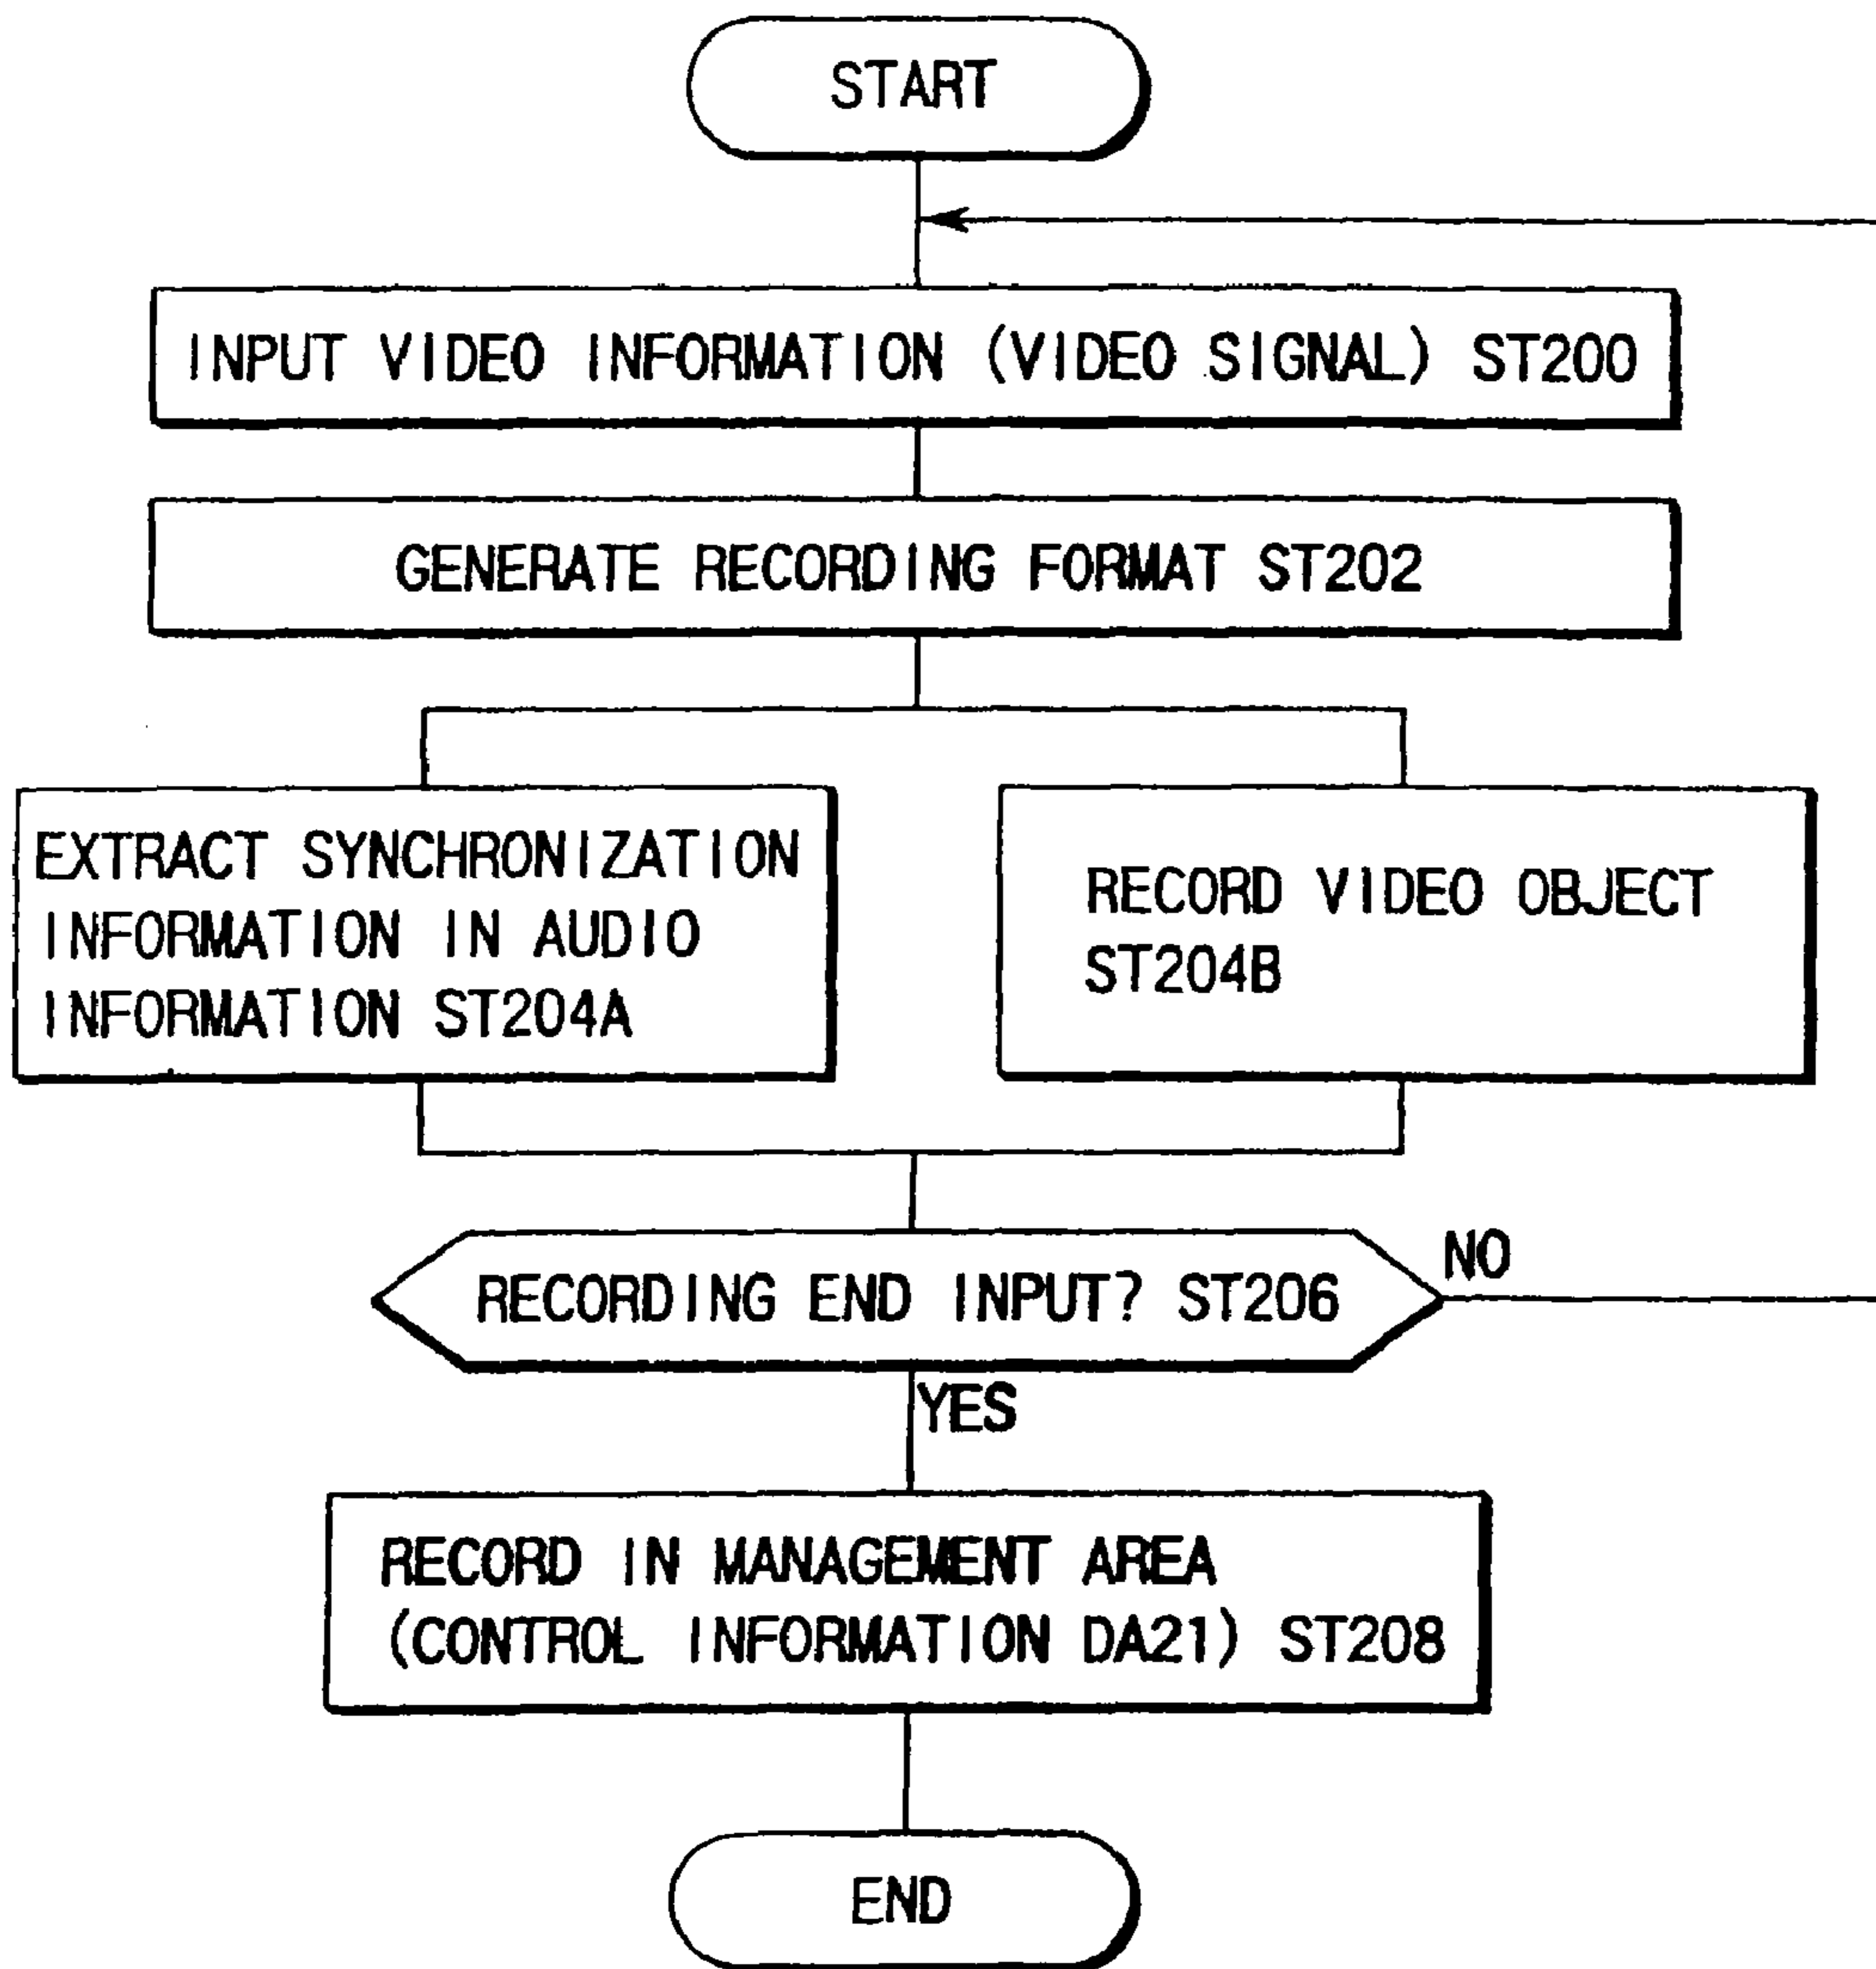 START
INPUT VIDEO INFORMATION (VIDEO SIGNAL) ST200
GENERATE RECORDING FORMAT ST202
EXTRACT SYNCHRONIZATION
INFORMATION IN AUDIO
INFORMATION ST204A
RECORD VIDEO OBJECT
ST204B
RECORDING END INPUT? ST206
NO
YES
RECORD IN MANAGEMENT AREA
(CONTROL INFORMATION DA21) ST208
END